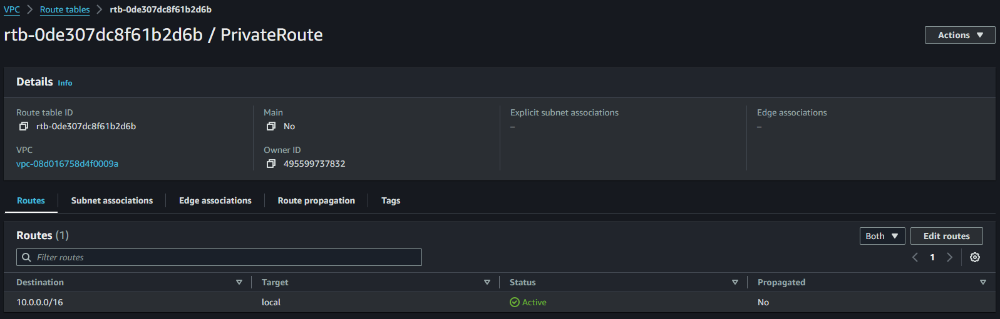 VPC > Route tables > rtb-0de307dc8f61b2d6b
rtb-0de307dc8f61b2d6b / PrivateRoute
Actions
Details Info
Route table ID
rtb-0de307dc8f61b2d6b
Main
No
Explicit subnet associations
–
Edge associations
–
VPC
vpc-08d016758d4f0009a
Owner ID
495599737832
Routes
Subnet associations
Edge associations
Route propagation
Tags
Routes (1)
Both
Edit routes
Filter routes
1
Destination Target Status Propagated
10.0.0.0/16 local Active No